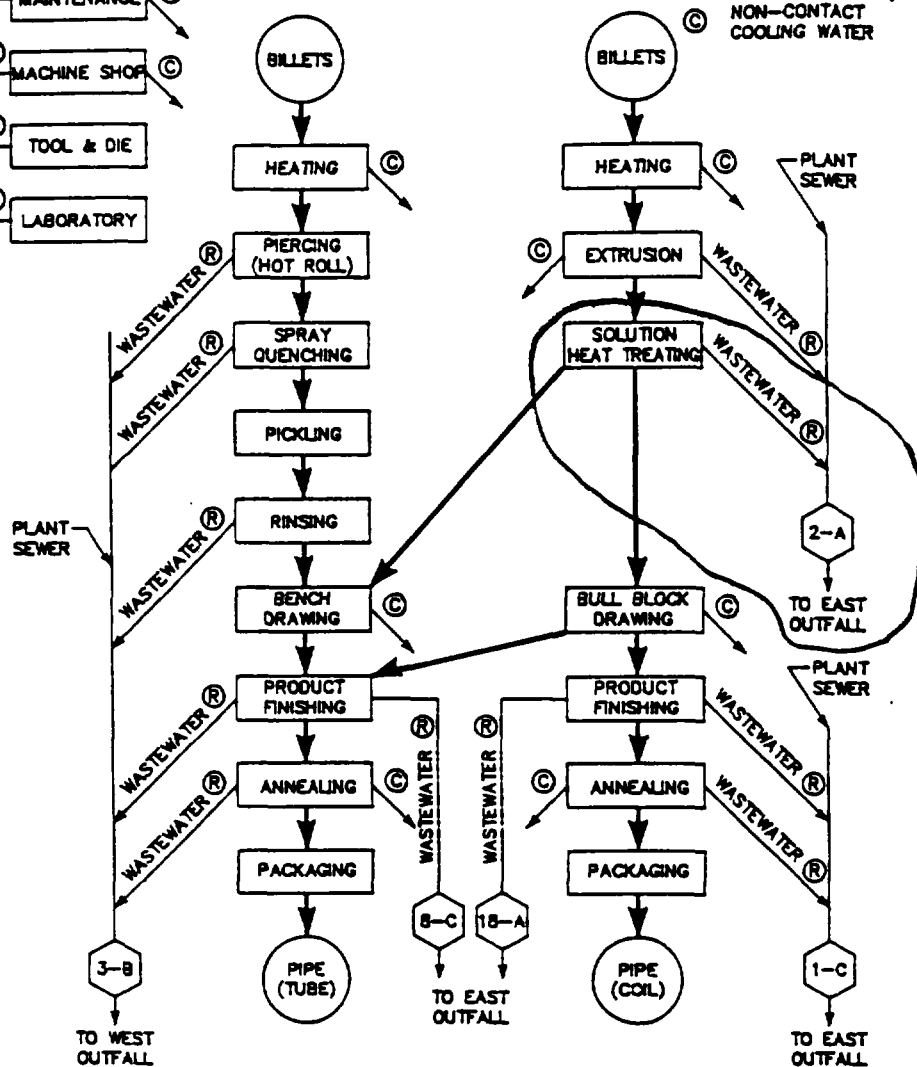 MAINTENANCE
©
MACHINE SHOP
©
TOOL & DIE
LABORATORY
©
NON-CONTACT
COOLING WATER
BILLETS
HEATING
©
PIERCING
(HOT ROLL)
WASTEWATER Ⓡ
SPRAY
QUENCHING
WASTEWATER Ⓡ
PICKLING
RINSING
WASTEWATER Ⓡ
PLANT
SEWER
BENCH
DRAWING
©
PRODUCT
FINISHING
WASTEWATER Ⓡ
WASTEWATER Ⓡ
ANNEALING
©
WASTEWATER Ⓡ
PACKAGING
PIPE
(TUBE)
3-B
TO WEST
OUTFALL
TO EAST
OUTFALL
BILLETS
HEATING
©
PLANT
SEWER
EXTRUSION
©
WASTEWATER Ⓡ
SOLUTION
HEAT TREATING
WASTEWATER Ⓡ
2-A
TO EAST
OUTFALL
BULL BLOCK
DRAWING
©
PLANT
SEWER
PRODUCT
FINISHING
WASTEWATER Ⓡ
WASTEWATER Ⓡ
ANNEALING
©
WASTEWATER Ⓡ
PACKAGING
18-A
PIPE
(COIL)
1-C
TO EAST
OUTFALL